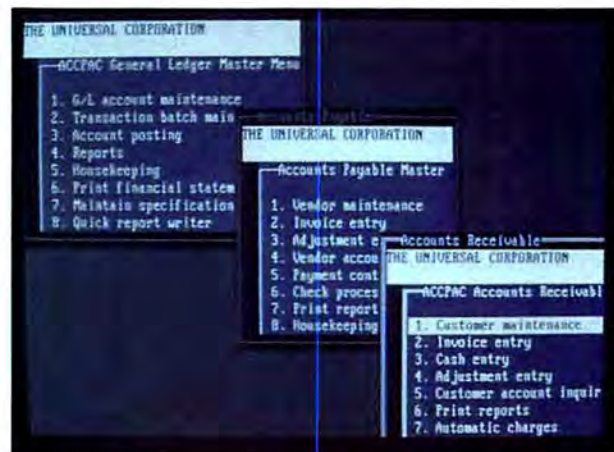 THE UNIVERSAL CORPORATION
ACCPAC General Ledger Master Menu
1. G/L account maintenance
2. Transaction batch main
3. Account posting
4. Reports
5. Housekeeping
6. Print financial statem
7. Maintain specification
8. Quick report writer
Accounts Payable
THE UNIVERSAL CORPORATION
Accounts Payable Master
1. Vendor maintenance
2. Invoice entry
3. Adjustment e
4. Vendor accou
5. Payment cont
6. Check proces
7. Print report
8. Housekeeping
Accounts Receivable
THE UNIVERSAL CORPORATION
ACCPAC Accounts Receivabl
1. Customer maintenance
2. Invoice entry
3. Cash entry
4. Adjustment entry
5. Customer account inquir
6. Print reports
7. Automatic charges